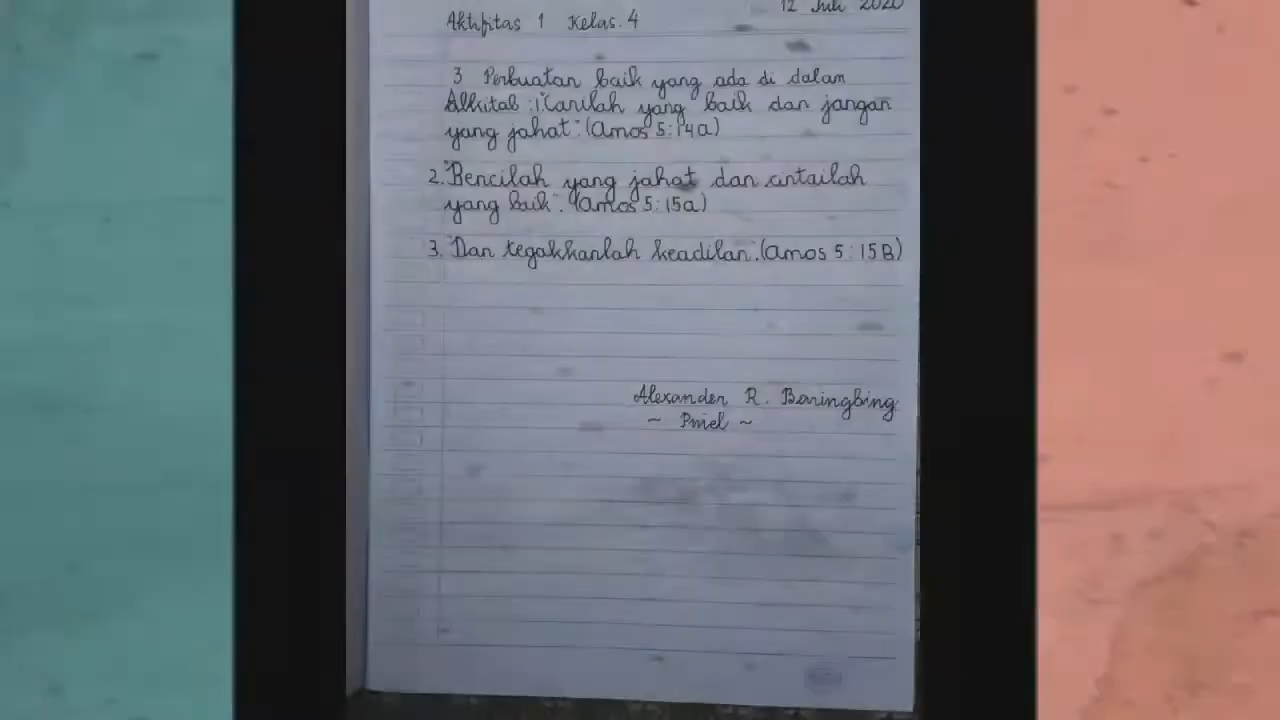 12 Juli 2020
Aktifitas 1 Kelas. 4
3 Perbuatan baik yang ada di dalam
Alkitab : 1"Carilah yang baik dan jangan
yang jahat". (Amos 5:14a)
2. "Bencilah yang jahat dan cintailah
yang baik". (Amos 5:15a)
3. "Dan tegakkanlah keadilan". (Amos 5:15B)
Alexander R. Baringbing
~ Pniel ~